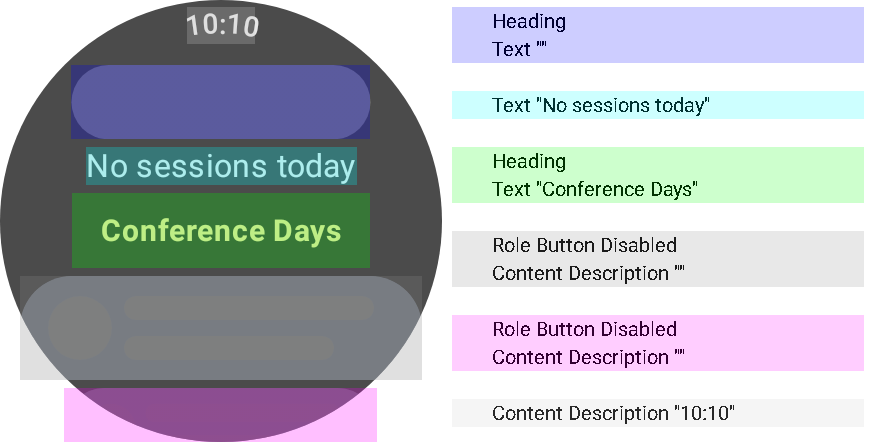 10:10
No sessions today
Conference Days
Heading
Text ""
Text "No sessions today"
Heading
Text "Conference Days"
Role Button Disabled
Content Description ""
Role Button Disabled
Content Description ""
Content Description "10:10"